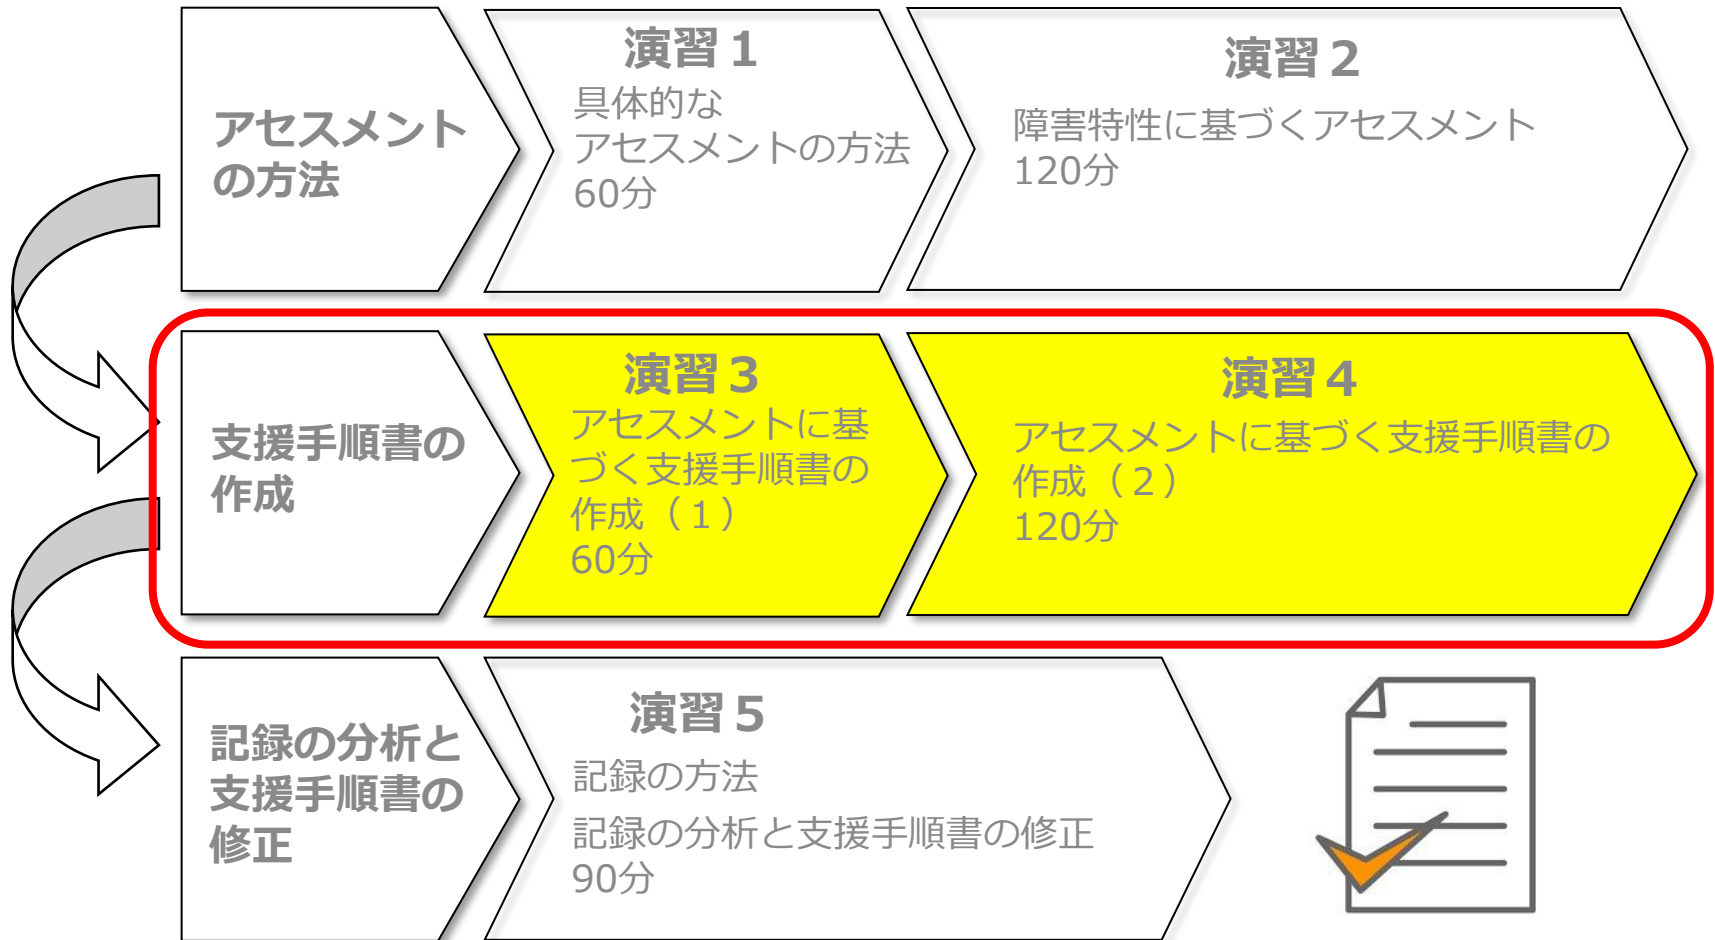 アセスメント
の方法
演習１
具体的な
アセスメントの方法
60分
演習２
障害特性に基づくアセスメント
120分
支援手順書の
作成
演習３
アセスメントに基
づく支援手順書の
作成（１）
60分
演習４
アセスメントに基づく支援手順書の
作成（２）
120分
記録の分析と
支援手順書の
修正
演習５
記録の方法
記録の分析と支援手順書の修正
90分